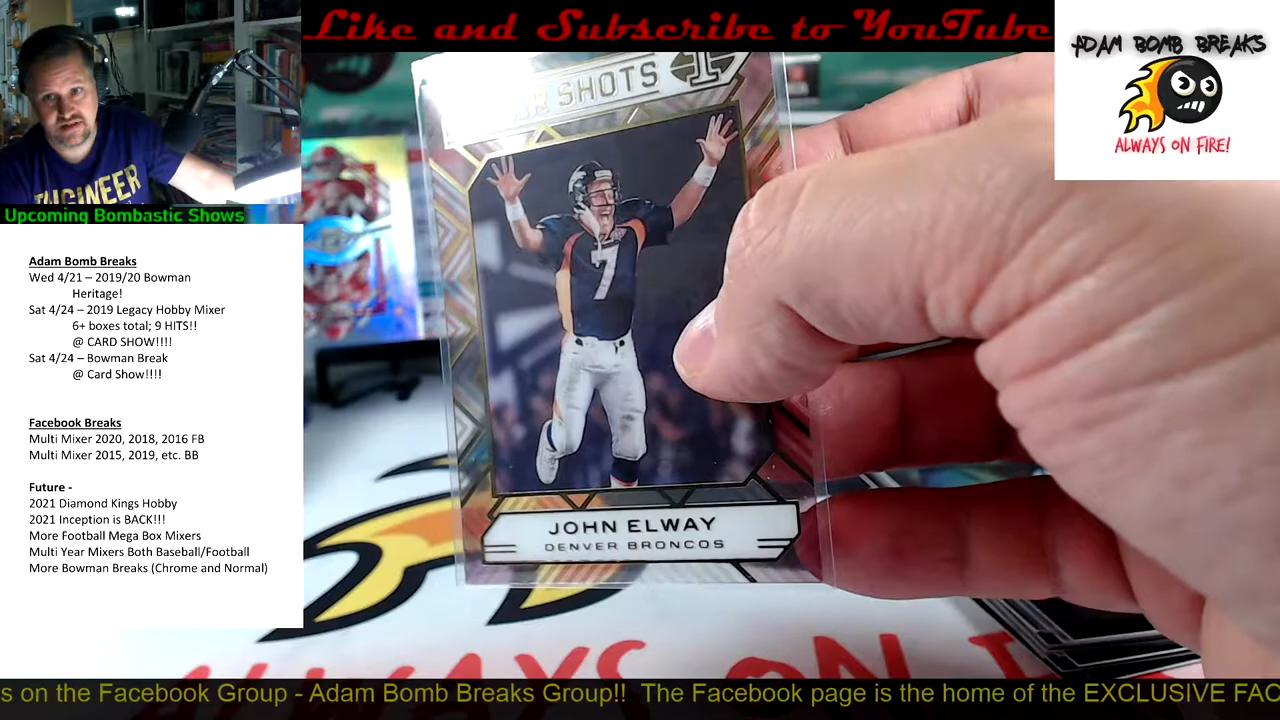 Like and Subscribe to YouTube
ADAM BOMB BREAKS
ALWAYS ON FIRE!
SHOTS
7
JOHN ELWAY
DENVER BRONCOS
ENGINEER
Upcoming Bombastic Shows
Adam Bomb Breaks
Wed 4/21 – 2019/20 Bowman
Heritage!
Sat 4/24 – 2019 Legacy Hobby Mixer
6+ boxes total; 9 HITS!!
@ CARD SHOW!!!!
Sat 4/24 – Bowman Break
@ Card Show!!!!
Facebook Breaks
Multi Mixer 2020, 2018, 2016 FB
Multi Mixer 2015, 2019, etc. BB
Future -
2021 Diamond Kings Hobby
2021 Inception is BACK!!!
More Football Mega Box Mixers
Multi Year Mixers Both Baseball/Football
More Bowman Breaks (Chrome and Normal)
ALWAYS ON
s on the Facebook Group - Adam Bomb Breaks Group!! The Facebook page is the home of the EXCLUSIVE FAC